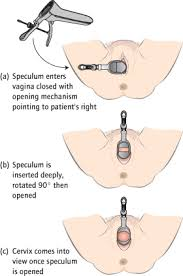 (a) Speculum enters
vagina closed with
opening mechanism
pointing to patient's right
(b) Speculum is
inserted deeply,
rotated 90° then
opened
(c) Cervix comes into
view once speculum
is opened